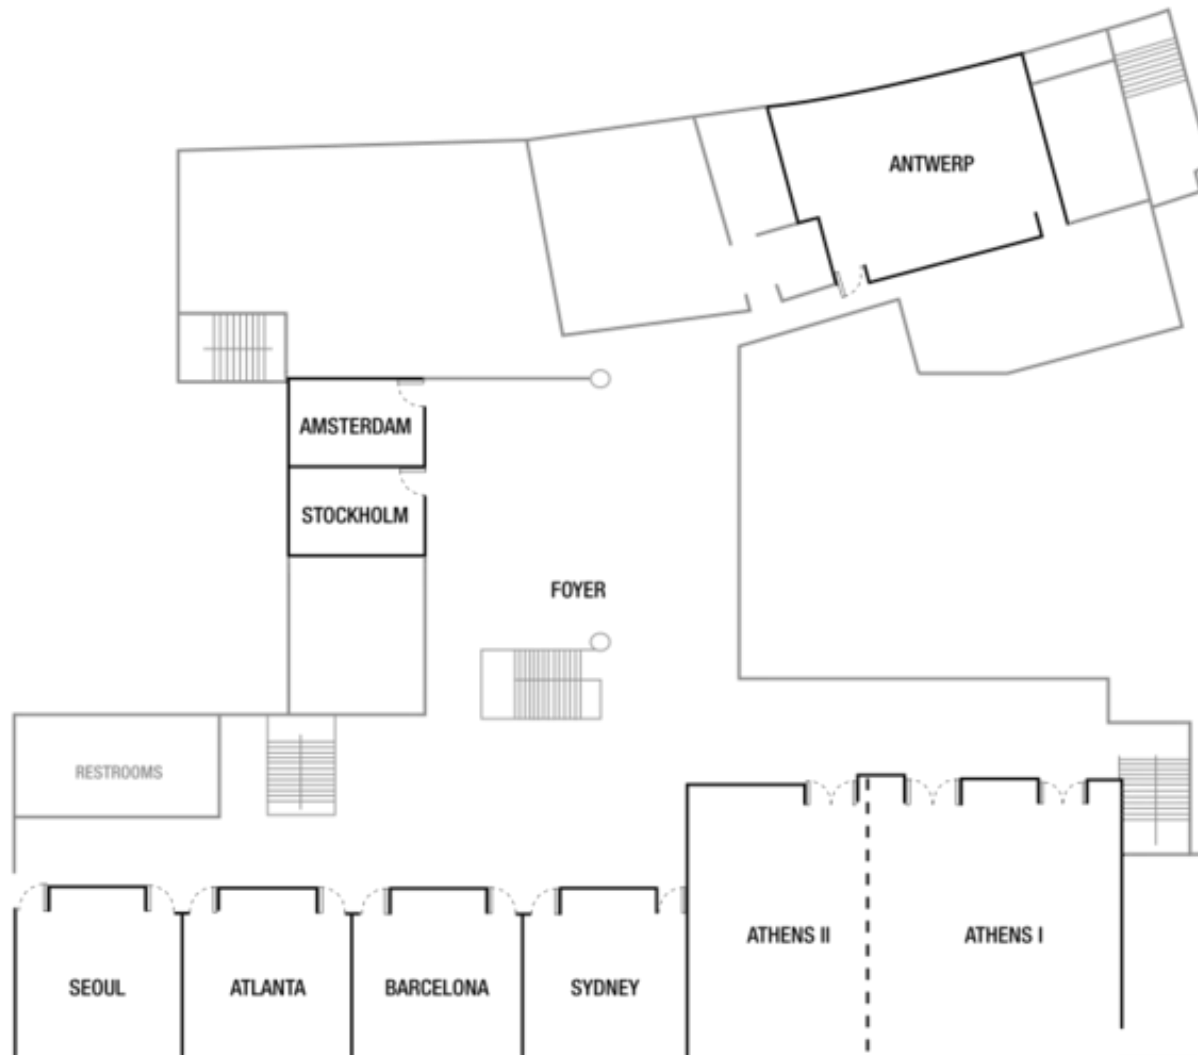 ANTWERP
AMSTERDAM
STOCKHOLM
FOYER
RESTROOMS
ATHENS II
ATHENS I
SEOUL
ATLANTA
BARCELONA
SYDNEY